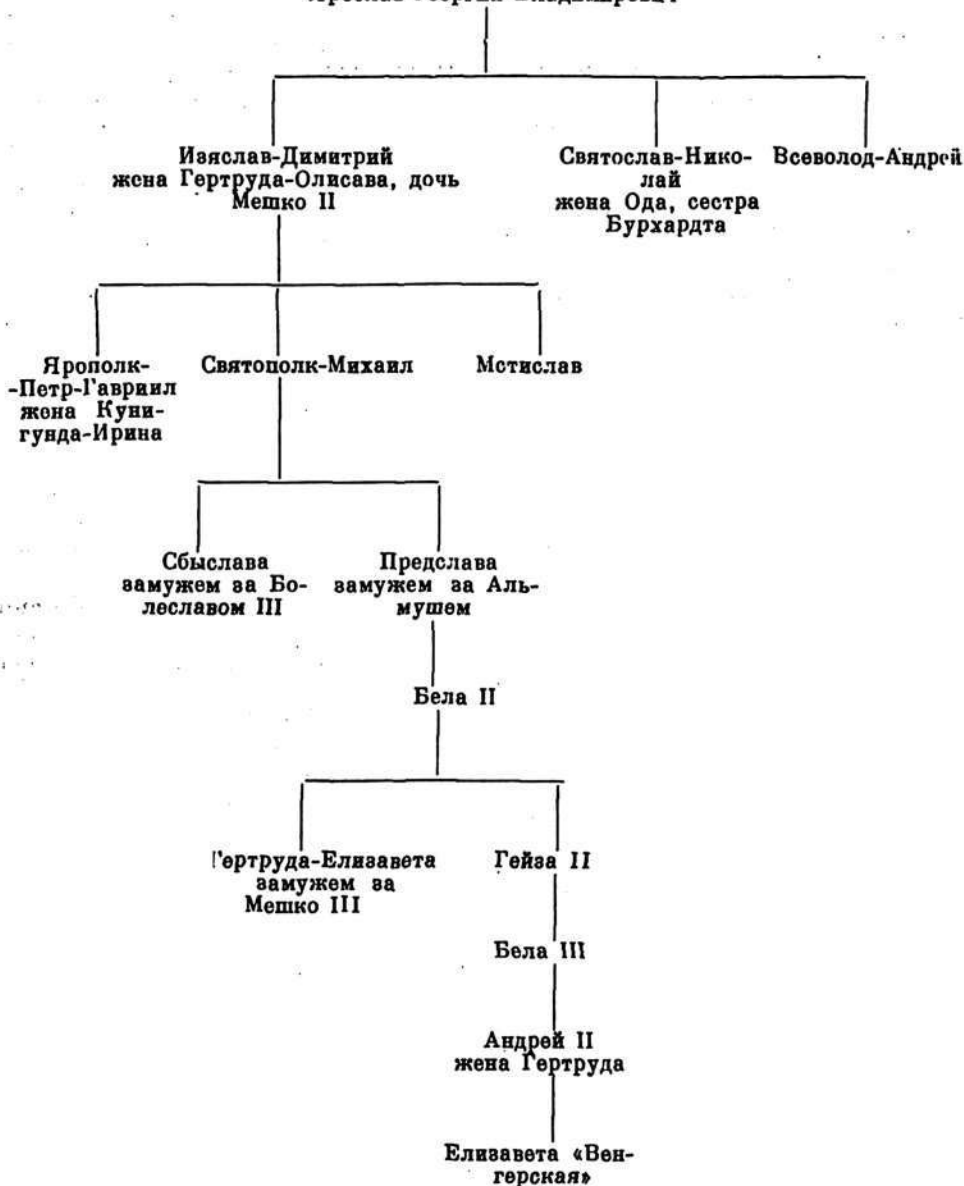 Изяслав-Димитрий
жена Гертруда-Олисава, дочь
Мешко II
Святослав-Нико-
лай
жена Ода, сестра
Бурхардта
Всеволод-Андрей
Ярополк-
-Петр-Гавриил
жена Куни-
гунда-Ирина
Святополк-Михаил
Мстислав
Сбыслава
замужем за Бо-
леславом III
Предслава
замужем за Аль-
мушем
Бела II
Гертруда-Елизавета
замужем за
Мешко III
Гейза II
Бела III
Андрей II
жена Гертруда
Елизавета «Вен-
герская»